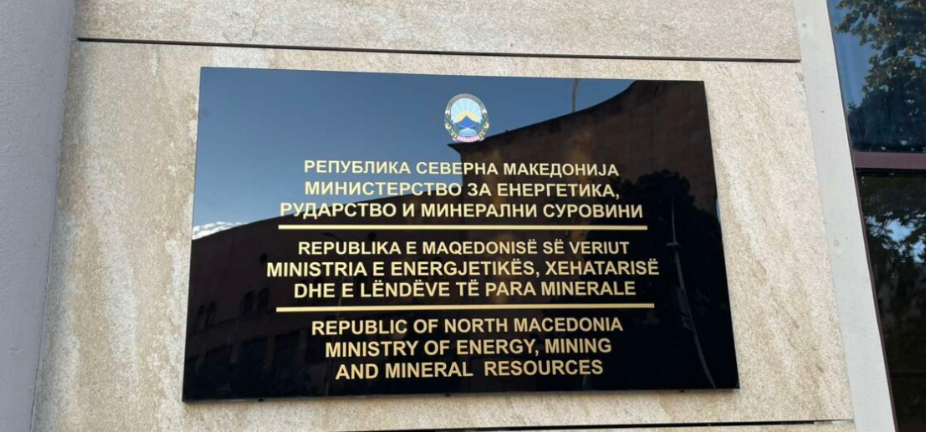 РЕПУБЛИКА СЕВЕРНА МАКЕДОНИЈА
МИНИСТЕРСТВО ЗА ЕНЕРГЕТИКА,
РУДАРСТВО И МИНЕРАЛНИ СУРОВИНИ
REPUBLIKA E MAQEDONISË SË VERIUT
MINISTRIA E ENERGJETIKËS, XEHATARISË
DHE E LËNDËVE TË PARA MINERALE
REPUBLIC OF NORTH MACEDONIA
MINISTRY OF ENERGY, MINING
AND MINERAL RESOURCES